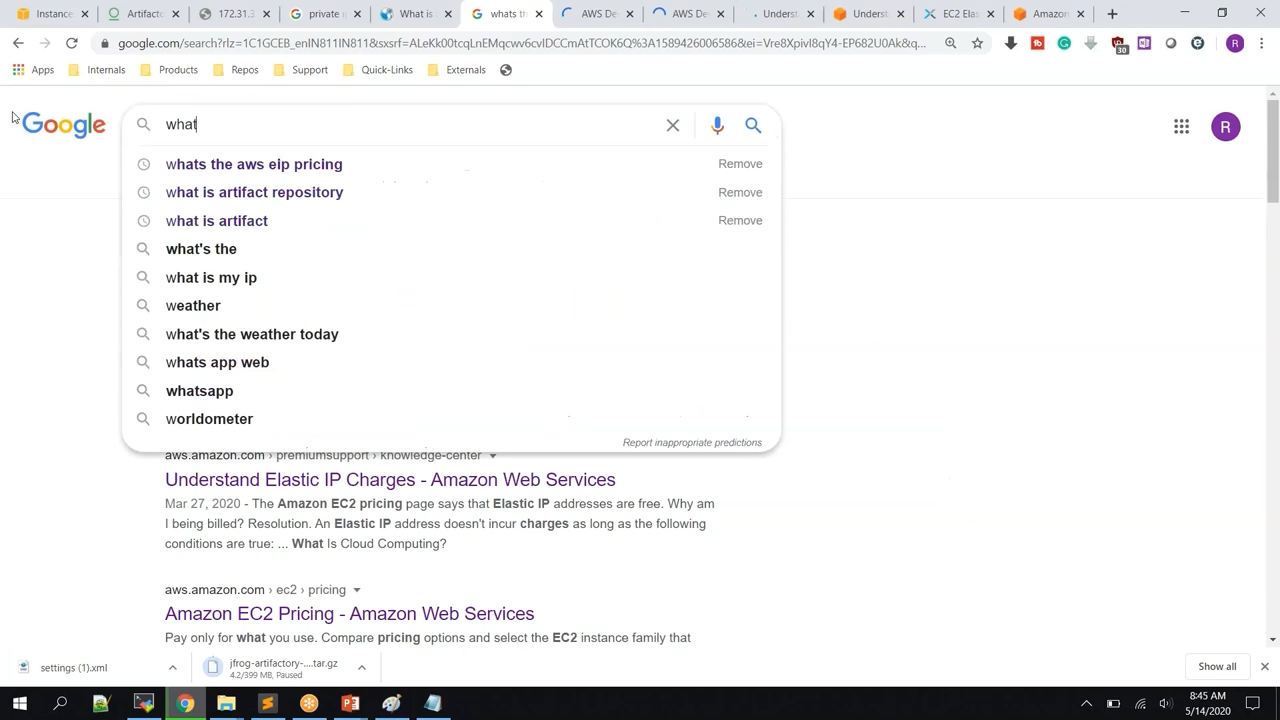 Instance
Artifactor
172.31.3
private ip
What is
whats th
AWS De
AWS De
Underst
Underst
EC2 Elas
Amazon
google.com/search?rlz=1C1GCEB_enIN811IN811&sxsrf=ALeKk00tcqLnEMqcwv6cvIDCCmAtTCOK6Q%3A1589426006586&ei=Vre8XpivI8qY4-EP682U0Ak&q...
30
R
Apps
Internals
Products
Repos
Support
Quick-Links
Externals
Google
what
R
whats the aws eip pricing Remove
what is artifact repository Remove
what is artifact Remove
what's the
what is my ip
weather
what's the weather today
whats app web
whatsapp
worldometer
Report inappropriate predictions
aws.amazon.com › premiumsupport › knowledge-center
Understand Elastic IP Charges - Amazon Web Services
Mar 27, 2020 - The Amazon EC2 pricing page says that Elastic IP addresses are free. Why am
I being billed? Resolution. An Elastic IP address doesn't incur charges as long as the following
conditions are true: ... What Is Cloud Computing?
aws.amazon.com › ec2 › pricing
Amazon EC2 Pricing - Amazon Web Services
Pay only for what you use. Compare pricing options and select the EC2 instance family that
settings (1).xml
jfrog-artifactory-....tar.gz
4.2/399 MB, Paused
Show all
8:45 AM
5/14/2020